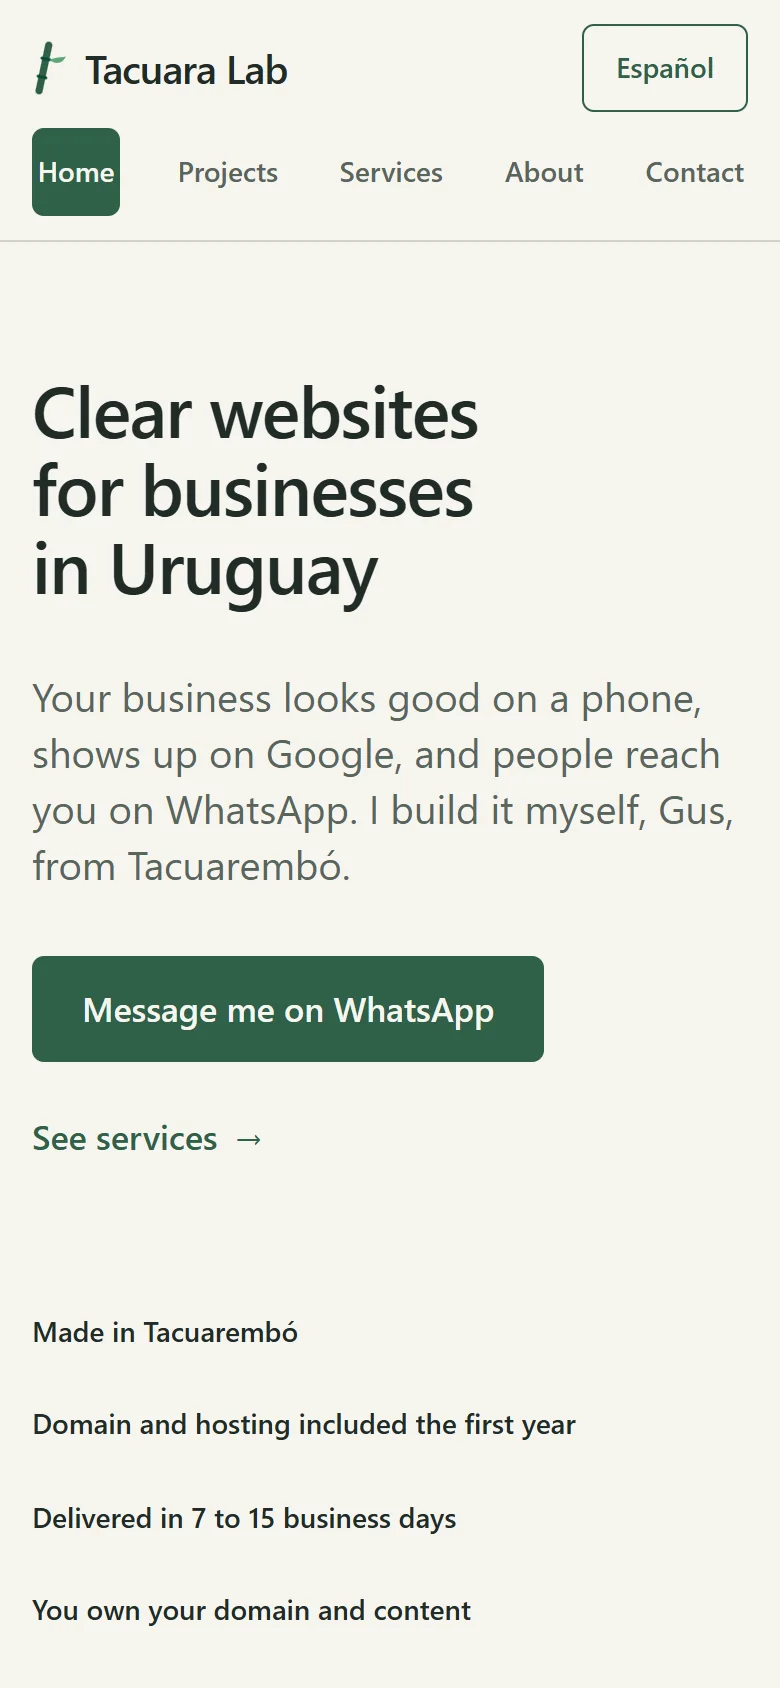 Tacuara Lab
Español
Home
Projects
Services
About
Contact
Clear websites
for businesses
in Uruguay
Your business looks good on a phone,
shows up on Google, and people reach
you on WhatsApp. I build it myself, Gus,
from Tacuarembó.
Message me on WhatsApp
See services →
Made in Tacuarembó
Domain and hosting included the first year
Delivered in 7 to 15 business days
You own your domain and content